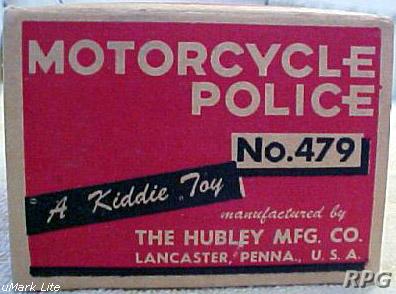 MOTORCYCLE
POLICE
No.479
A Kiddie Toy
manufactured by
THE HUBLEY MFG. CO.
LANCASTER, PENNA., U. S. A.
uMark Lite
RPG